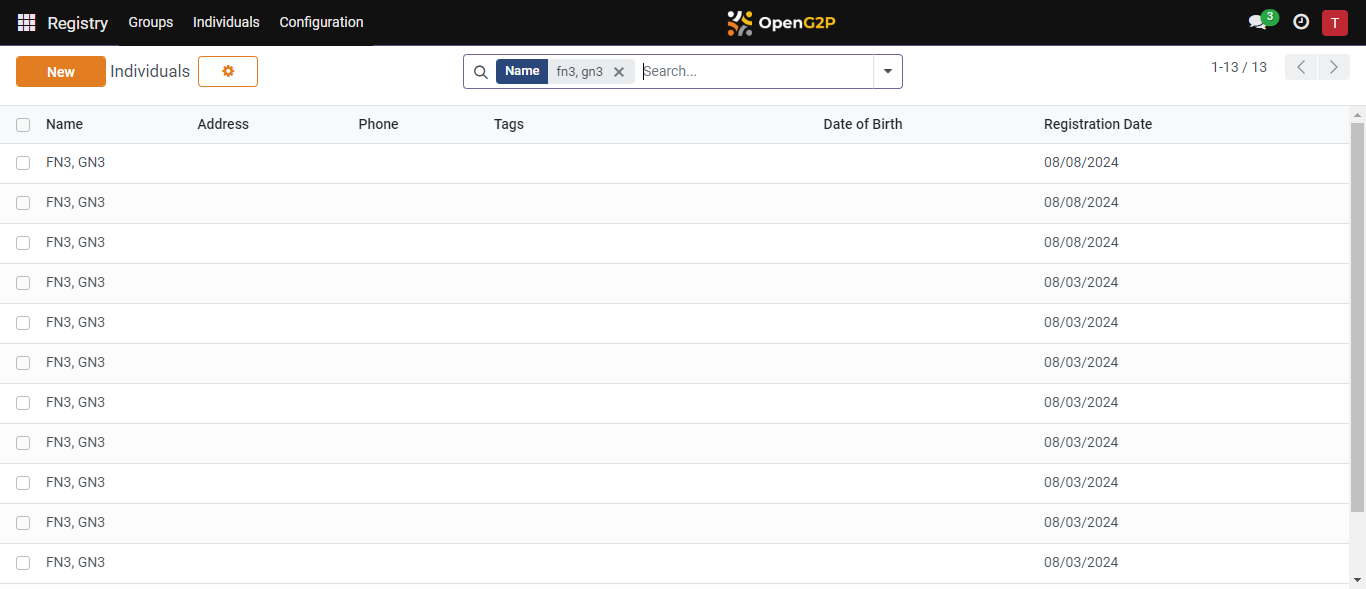 Registry Groups Individuals Configuration OpenG2P 3 T
New Individuals Name fn3, gn3 Search... 1-13 / 13
Name Address Phone Tags Date of Birth Registration Date
FN3, GN3 08/08/2024
FN3, GN3 08/08/2024
FN3, GN3 08/08/2024
FN3, GN3 08/03/2024
FN3, GN3 08/03/2024
FN3, GN3 08/03/2024
FN3, GN3 08/03/2024
FN3, GN3 08/03/2024
FN3, GN3 08/03/2024
FN3, GN3 08/03/2024
FN3, GN3 08/03/2024